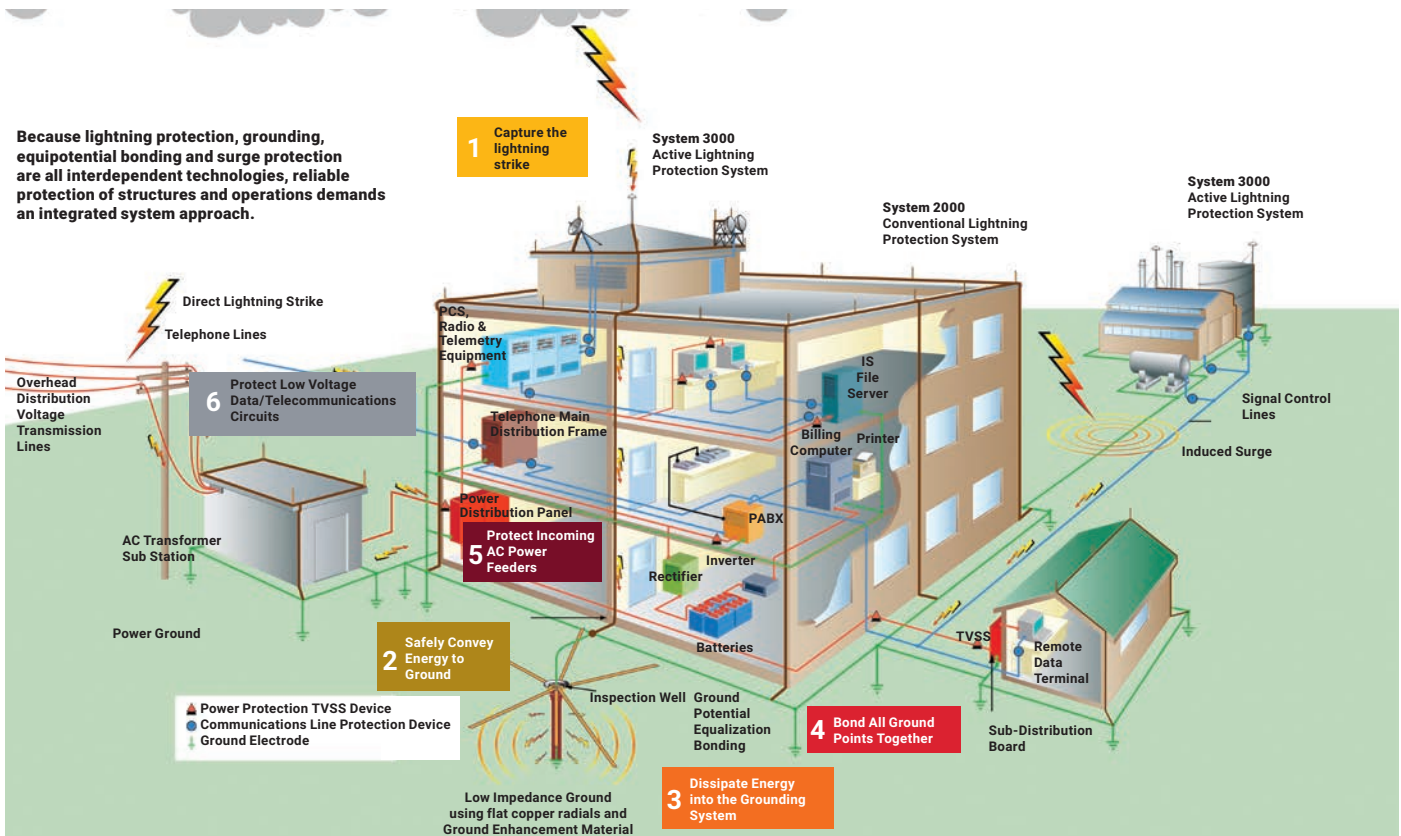 Because lightning protection, grounding,
equipotential bonding and surge protection
are all interdependent technologies, reliable
protection of structures and operations demands
an integrated system approach.
1
Capture the
lightning
strike
System 3000
Active Lightning
Protection System
System 3000
Active Lightning
Protection System
System 2000
Conventional Lightning
Protection System
Direct Lightning Strike
Telephone Lines
PCS,
Radio &
Telemetry
Equipment
Overhead
Distribution
Voltage
Transmission
Lines
6
Protect Low Voltage
Data/Telecommunications
Circuits
IS
File
Server
Signal Control
Lines
Telephone Main
Distribution Frame
Billing
Computer
Printer
Induced Surge
Power
Distribution Panel
PABX
AC Transformer
Sub Station
5
Protect Incoming
AC Power
Feeders
Inverter
Rectifier
Power Ground
2
Safely Convey
Energy to
Ground
Batteries
TVSS
Remote
Data
Terminal
Inspection Well
Ground
Potential
Equalization
Bonding
Power Protection TVSS Device
Communications Line Protection Device
Ground Electrode
4
Bond All Ground
Points Together
Sub-Distribution
Board
3
Dissipate Energy
into the Grounding
System
Low Impedance Ground
using flat copper radials and
Ground Enhancement Material